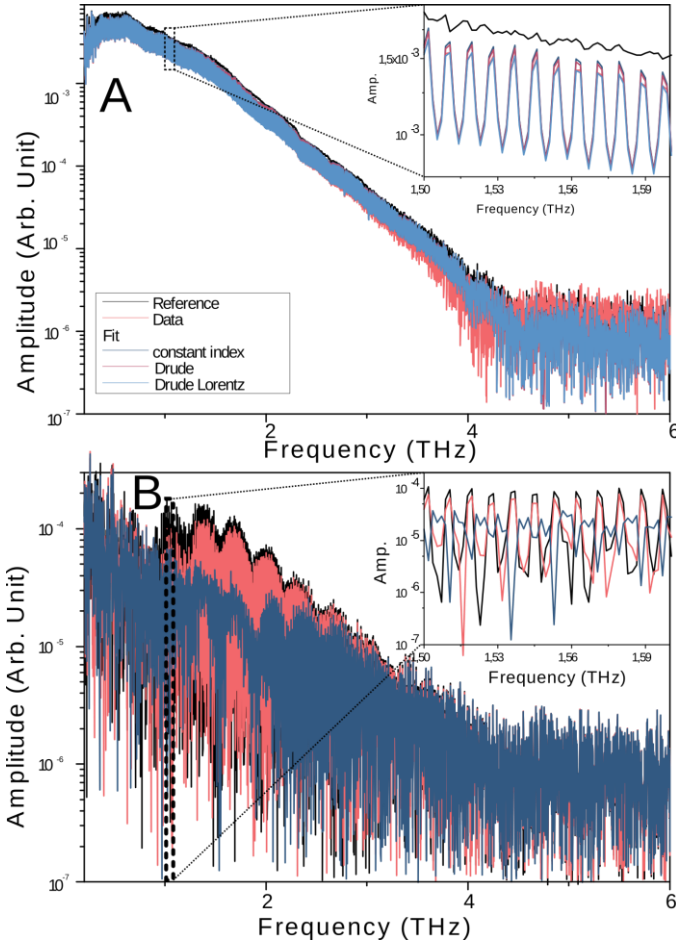 A
Amplitude (Arb. Unit)
10⁻³
10⁻⁴
10⁻⁵
10⁻⁶
10⁻⁷
Amp.
1,5x10⁻³
10⁻³
1,50
1,53
1,56
1,59
Frequency (THz)
Reference
Data
Fit
constant index
Drude
Drude Lorentz
2
4
6
Frequency (THz)
B
Amplitude (Arb. Unit)
10⁻⁴
10⁻⁵
10⁻⁶
10⁻⁷
Amp.
10⁻⁴
10⁻⁵
10⁻⁶
10⁻⁷
1,50
1,53
1,56
1,59
Frequency (THz)
2
4
6
Frequency (THz)